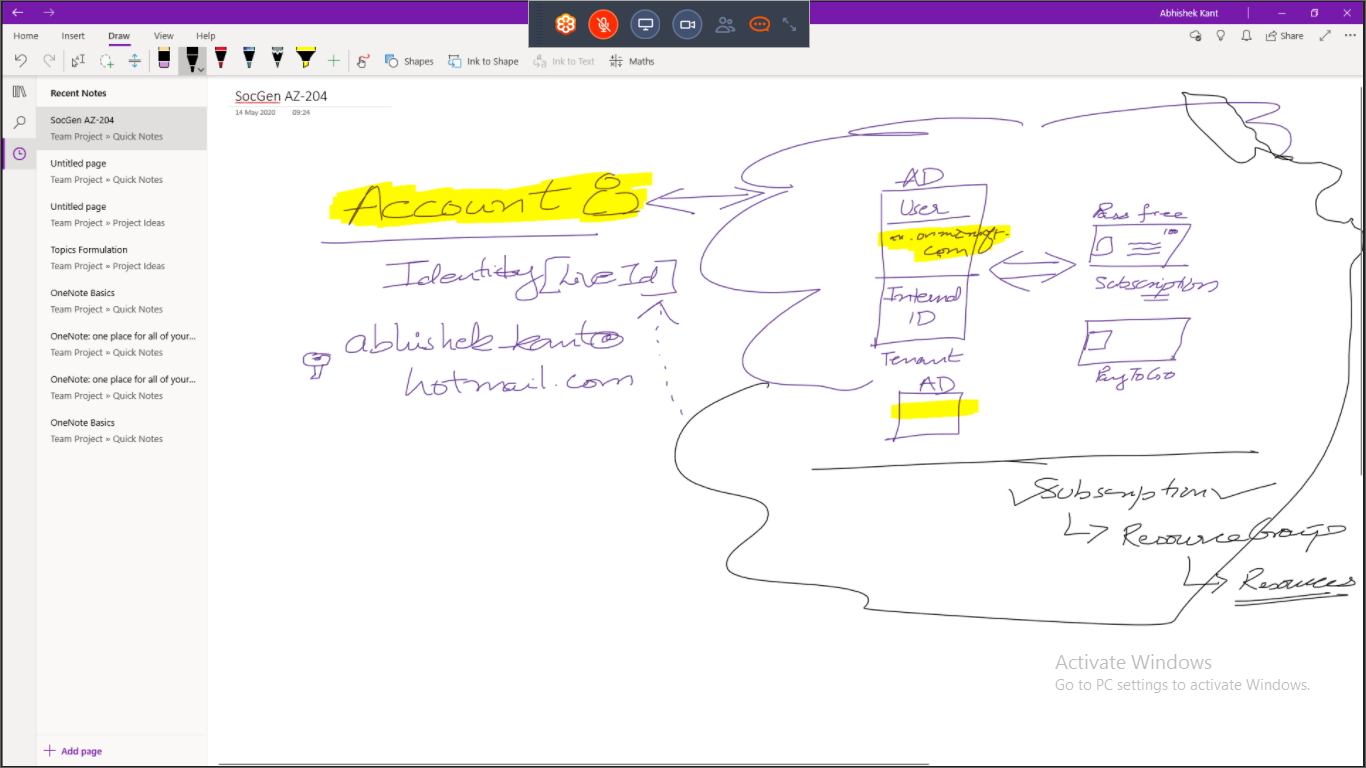 Abhishek Kant
Home Insert Draw View Help
Share
Shapes Ink to Shape Ink to Text Maths
Recent Notes
SocGen AZ-204
Team Project » Quick Notes
Untitled page
Team Project » Quick Notes
Untitled page
Team Project » Project Ideas
Topics Formulation
Team Project » Project Ideas
OneNote Basics
Team Project » Quick Notes
OneNote: one place for all of your...
Team Project » Quick Notes
OneNote: one place for all of your...
Team Project » Quick Notes
OneNote Basics
Team Project » Quick Notes
Add page
SocGen AZ-204
14 May 2020 09:24
Account
Identity [Live Id]
abhishek_kant@
hotmail.com
AD
User
com
Internal
ID
Tenant
AD
Pass free
100
Subscription
PayToGo
Subscription
Resource Groups
Resources
Activate Windows
Go to PC settings to activate Windows.